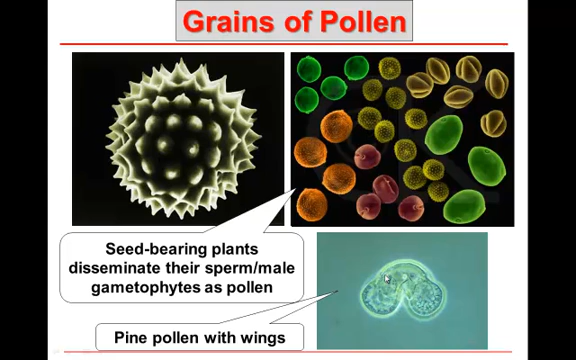 Grains of Pollen
Seed-bearing plants
disseminate their sperm/male
gametophytes as pollen
Pine pollen with wings